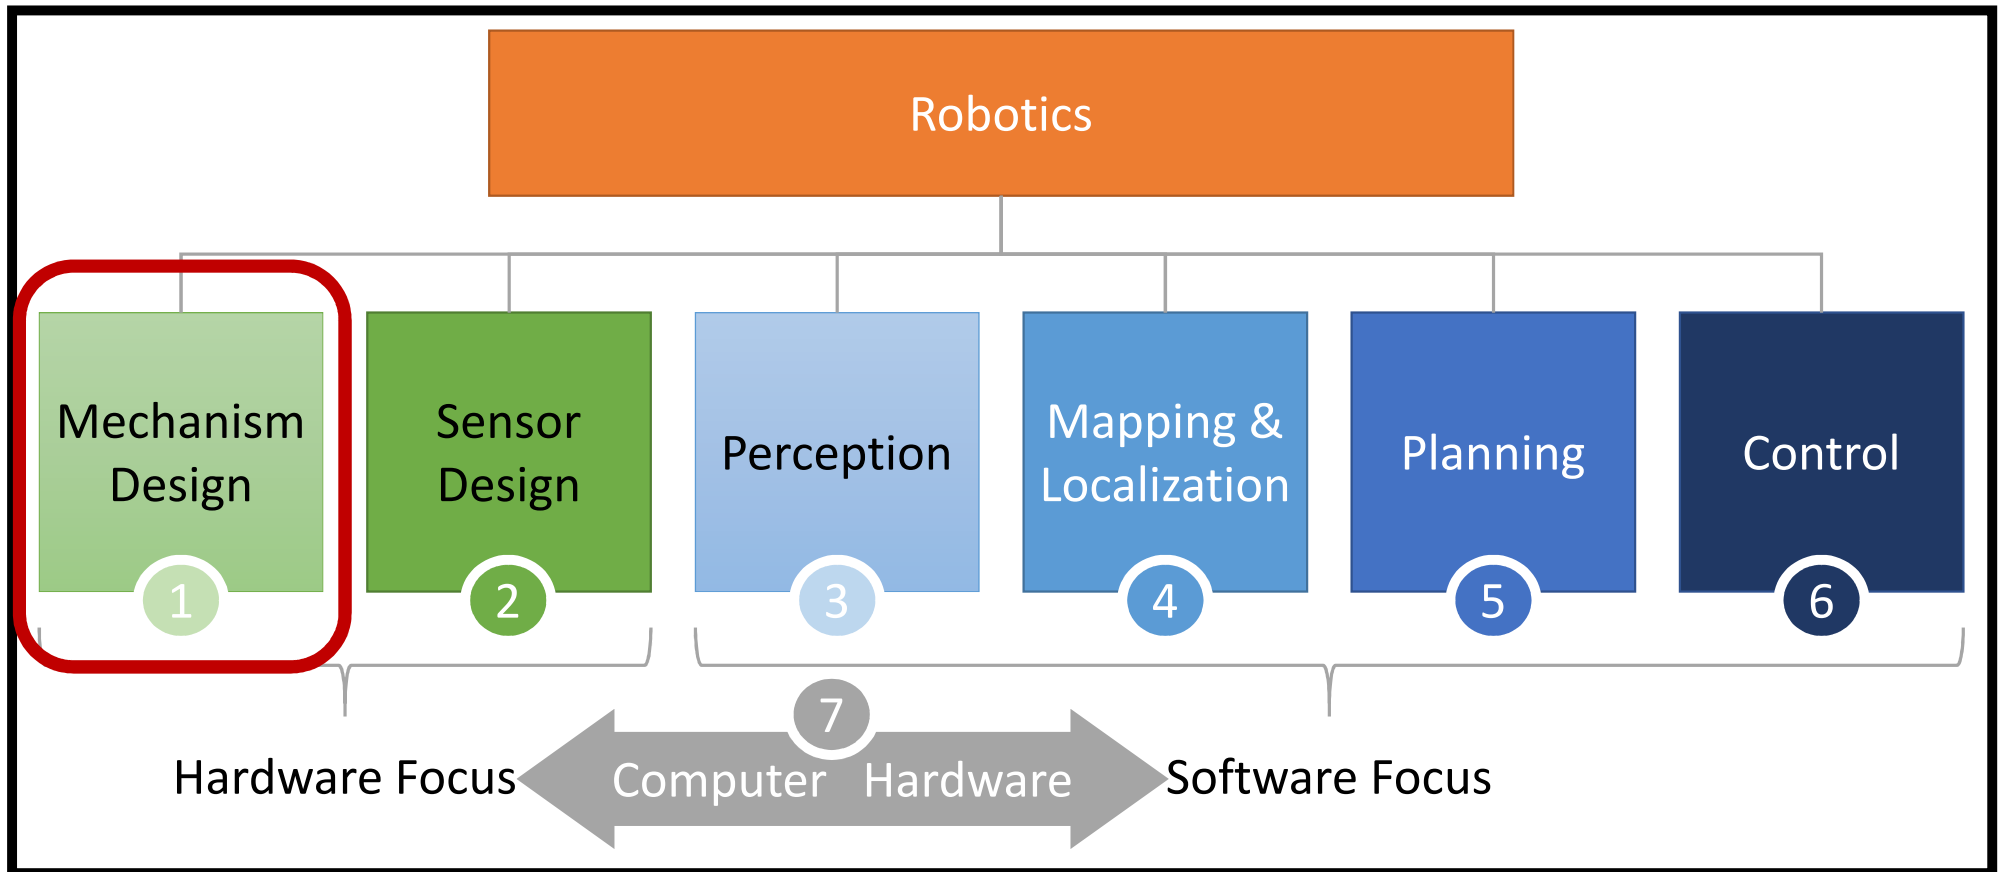 Robotics
Mechanism
Design
1
Sensor
Design
2
Perception
3
Mapping &
Localization
4
Planning
5
Control
6
7
Hardware Focus
Computer Hardware
Software Focus